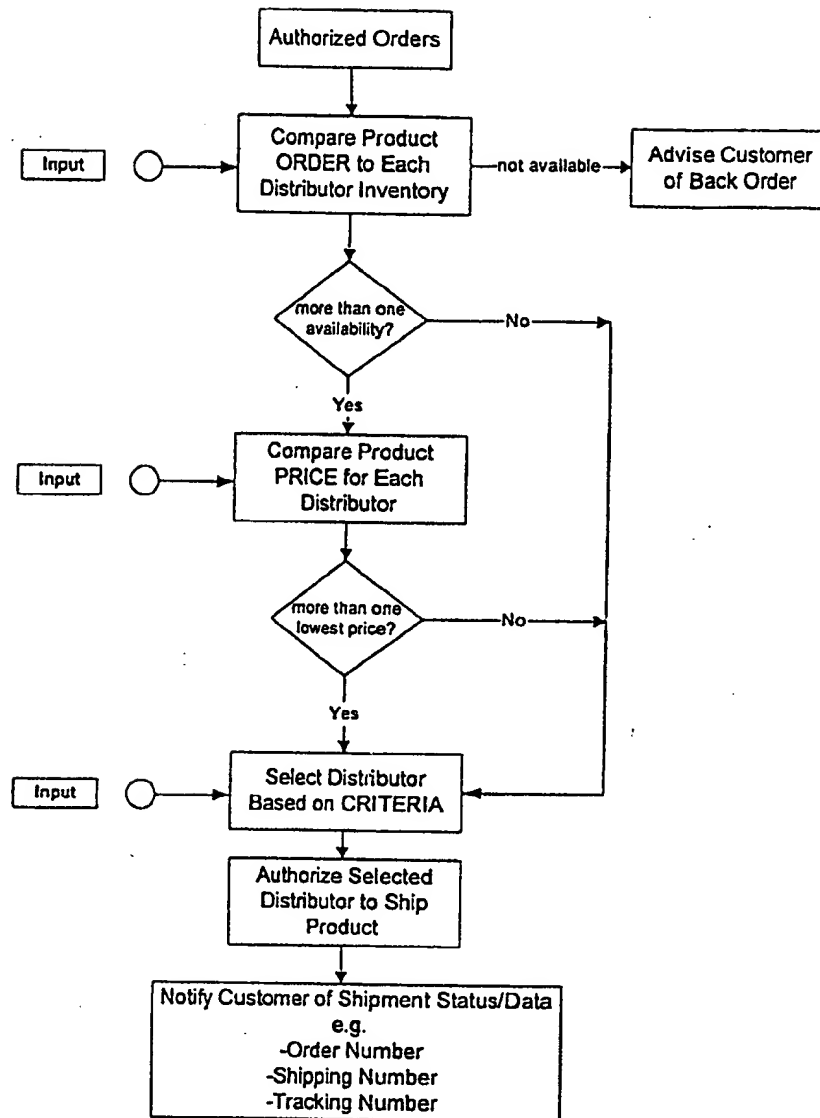 Authorized Orders
Input
Compare Product
ORDER to Each
Distributor Inventory
not available
Advise Customer
of Back Order
more than one
availability?
No
Yes
Input
Compare Product
PRICE for Each
Distributor
more than one
lowest price?
No
Yes
Input
Select Distributor
Based on CRITERIA
Authorize Selected
Distributor to Ship
Product
Notify Customer of Shipment Status/Data
e.g.
-Order Number
-Shipping Number
-Tracking Number